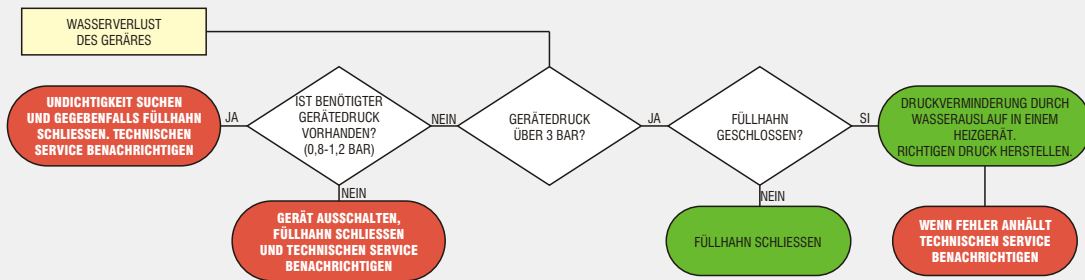 WASSERVERLUST
DES GERÄRES
UNDICHTIGKEIT SUCHEN
UND GEGEBENFALLS FÜLLHAHN
SCHLIESSEN. TECHNISCHEN
SERVICE BENACHRICHTIGEN
JA
IST BENÖTIGTER
GERÄTEDRUCK
VORHANDEN?
(0,8-1,2 BAR)
NEIN
GERÄTEDRUCK
ÜBER 3 BAR?
JA
FÜLLHAHN
GESCHLOSSEN?
SI
DRUCKVERMINDERUNG DURCH
WASSERAUSLAUF IN EINEM
HEIZGERÄT.
RICHTIGEN DRUCK HERSTELLEN.
NEIN
GERÄT AUSSCHALTEN,
FÜLLHAHN SCHLIESSEN
UND TECHNISCHEN SERVICE
BENACHRICHTIGEN
NEIN
FÜLLHAHN SCHLIESSEN
WENN FEHLER ANHÄLLT
TECHNISCHEN SERVICE
BENACHRICHTIGEN